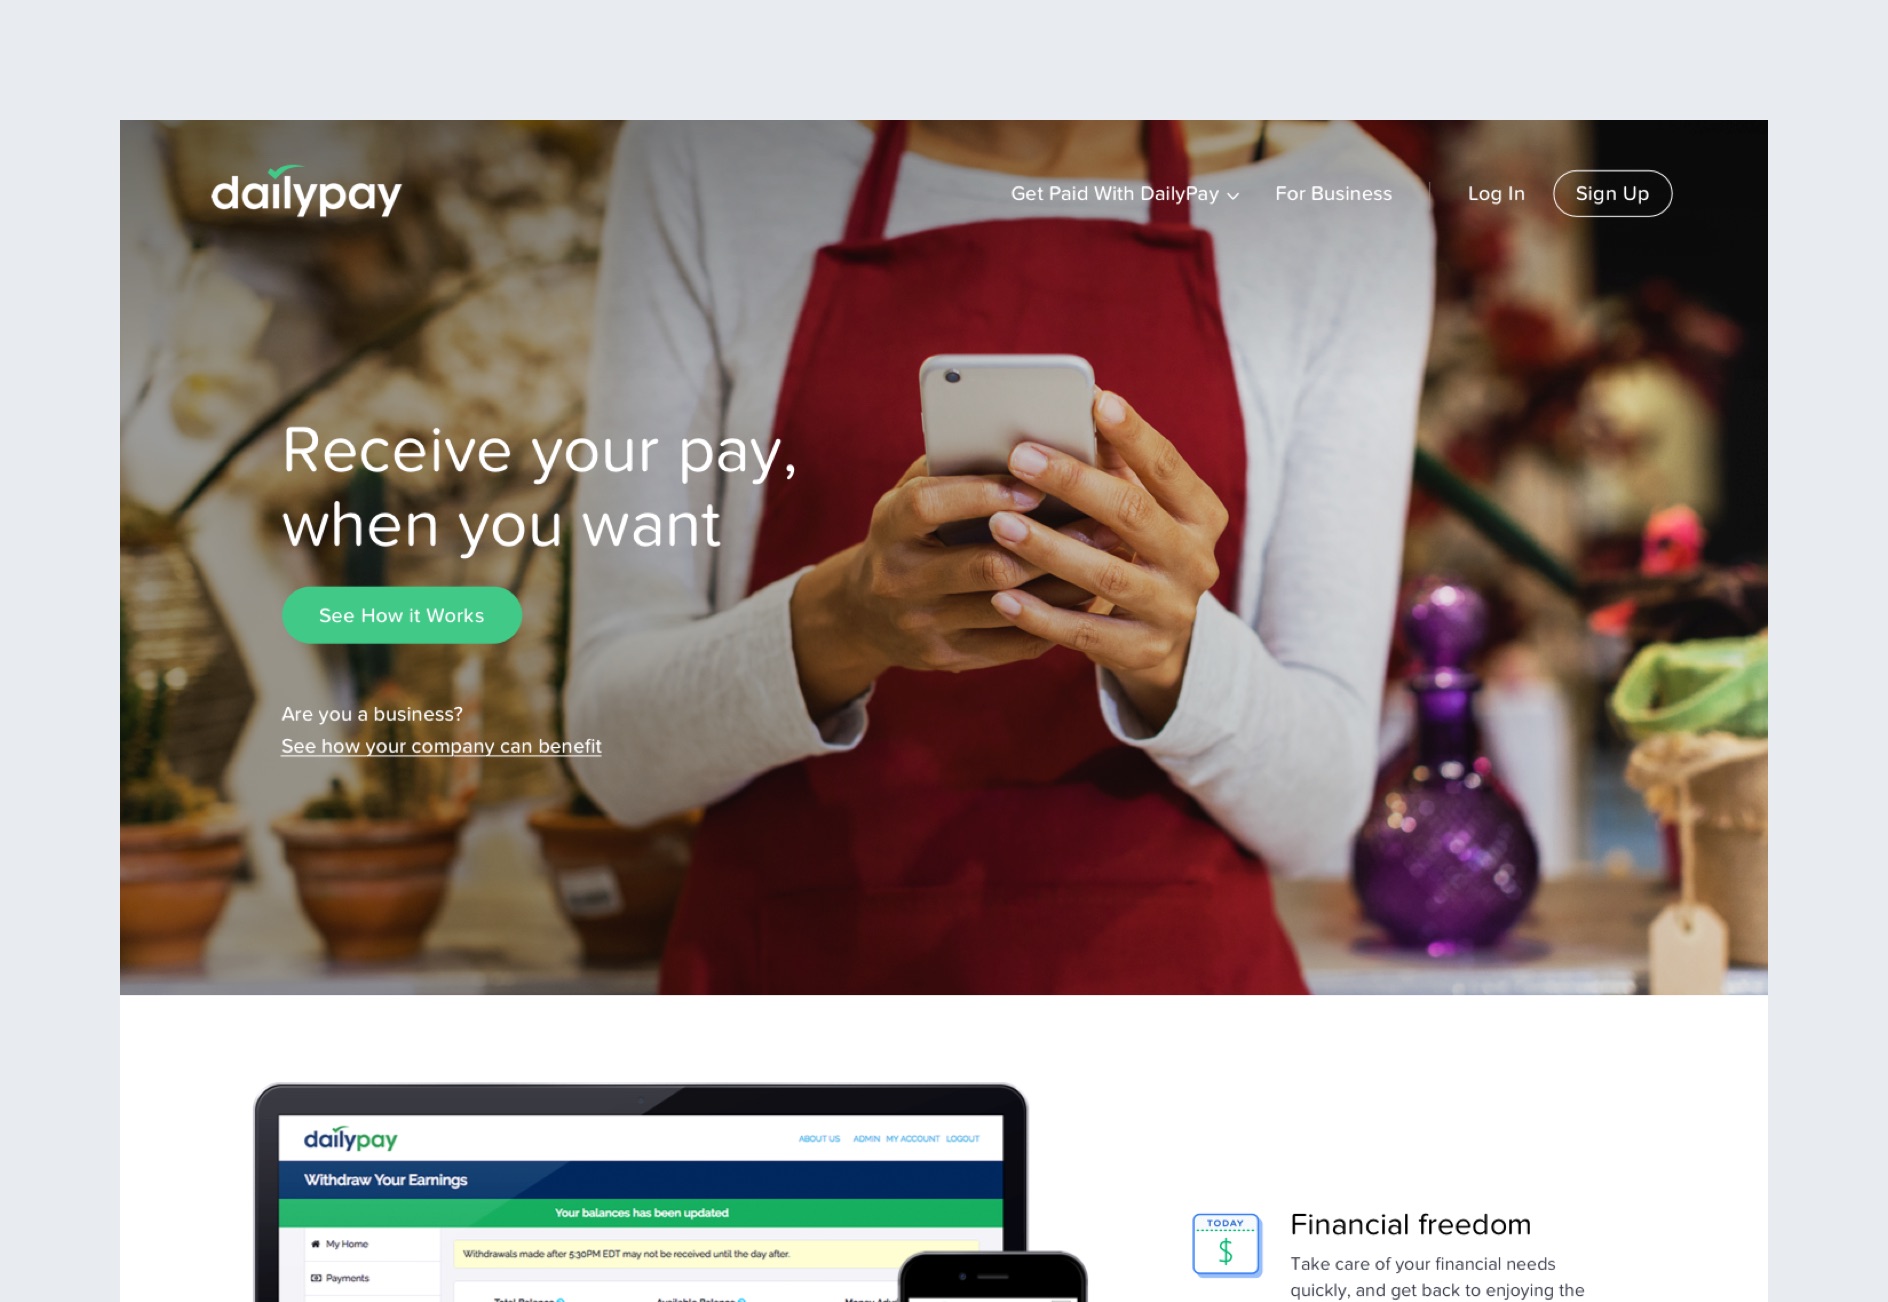 dailypay
Get Paid With DailyPay For Business Log In Sign Up
Receive your pay,
when you want
See How it Works
Are you a business?
See how your company can benefit
dailypay
ABOUT US ADMIN MY ACCOUNT LOGOUT
Withdraw Your Earnings
Your balances has been updated
My Home
Withdrawals made after 5:30PM EDT may not be received until the day after.
Payments
TODAY
$
Financial freedom
Take care of your financial needs
quickly, and get back to enjoying the